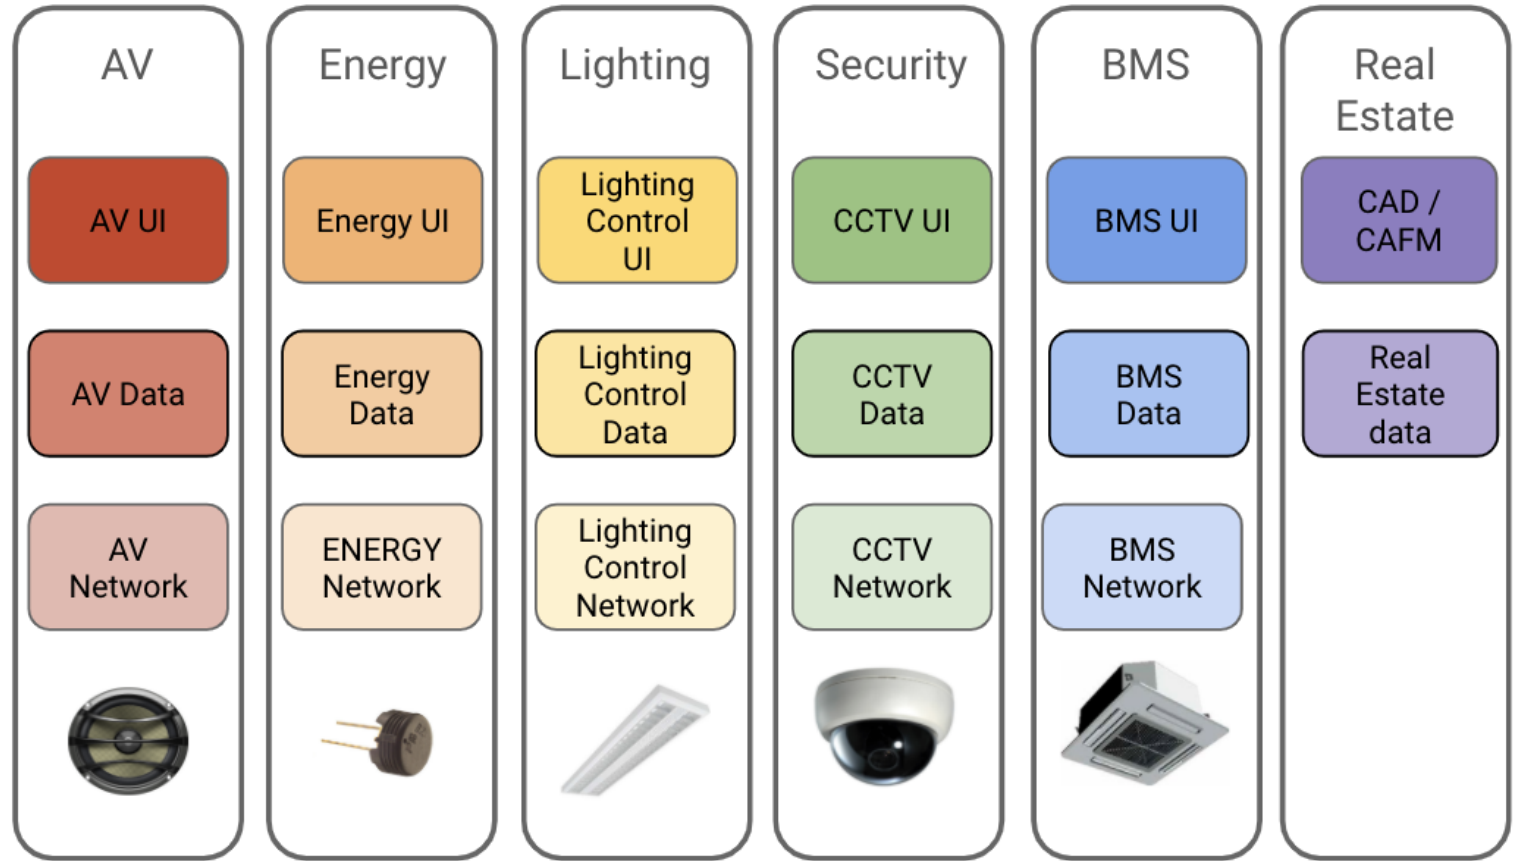 AV
Energy
Lighting
Security
BMS
Real
Estate
AV UI
Energy UI
Lighting
Control
UI
CCTV UI
BMS UI
CAD /
CAFM
AV Data
Energy
Data
Lighting
Control
Data
CCTV
Data
BMS
Data
Real
Estate
data
AV
Network
ENERGY
Network
Lighting
Control
Network
CCTV
Network
BMS
Network